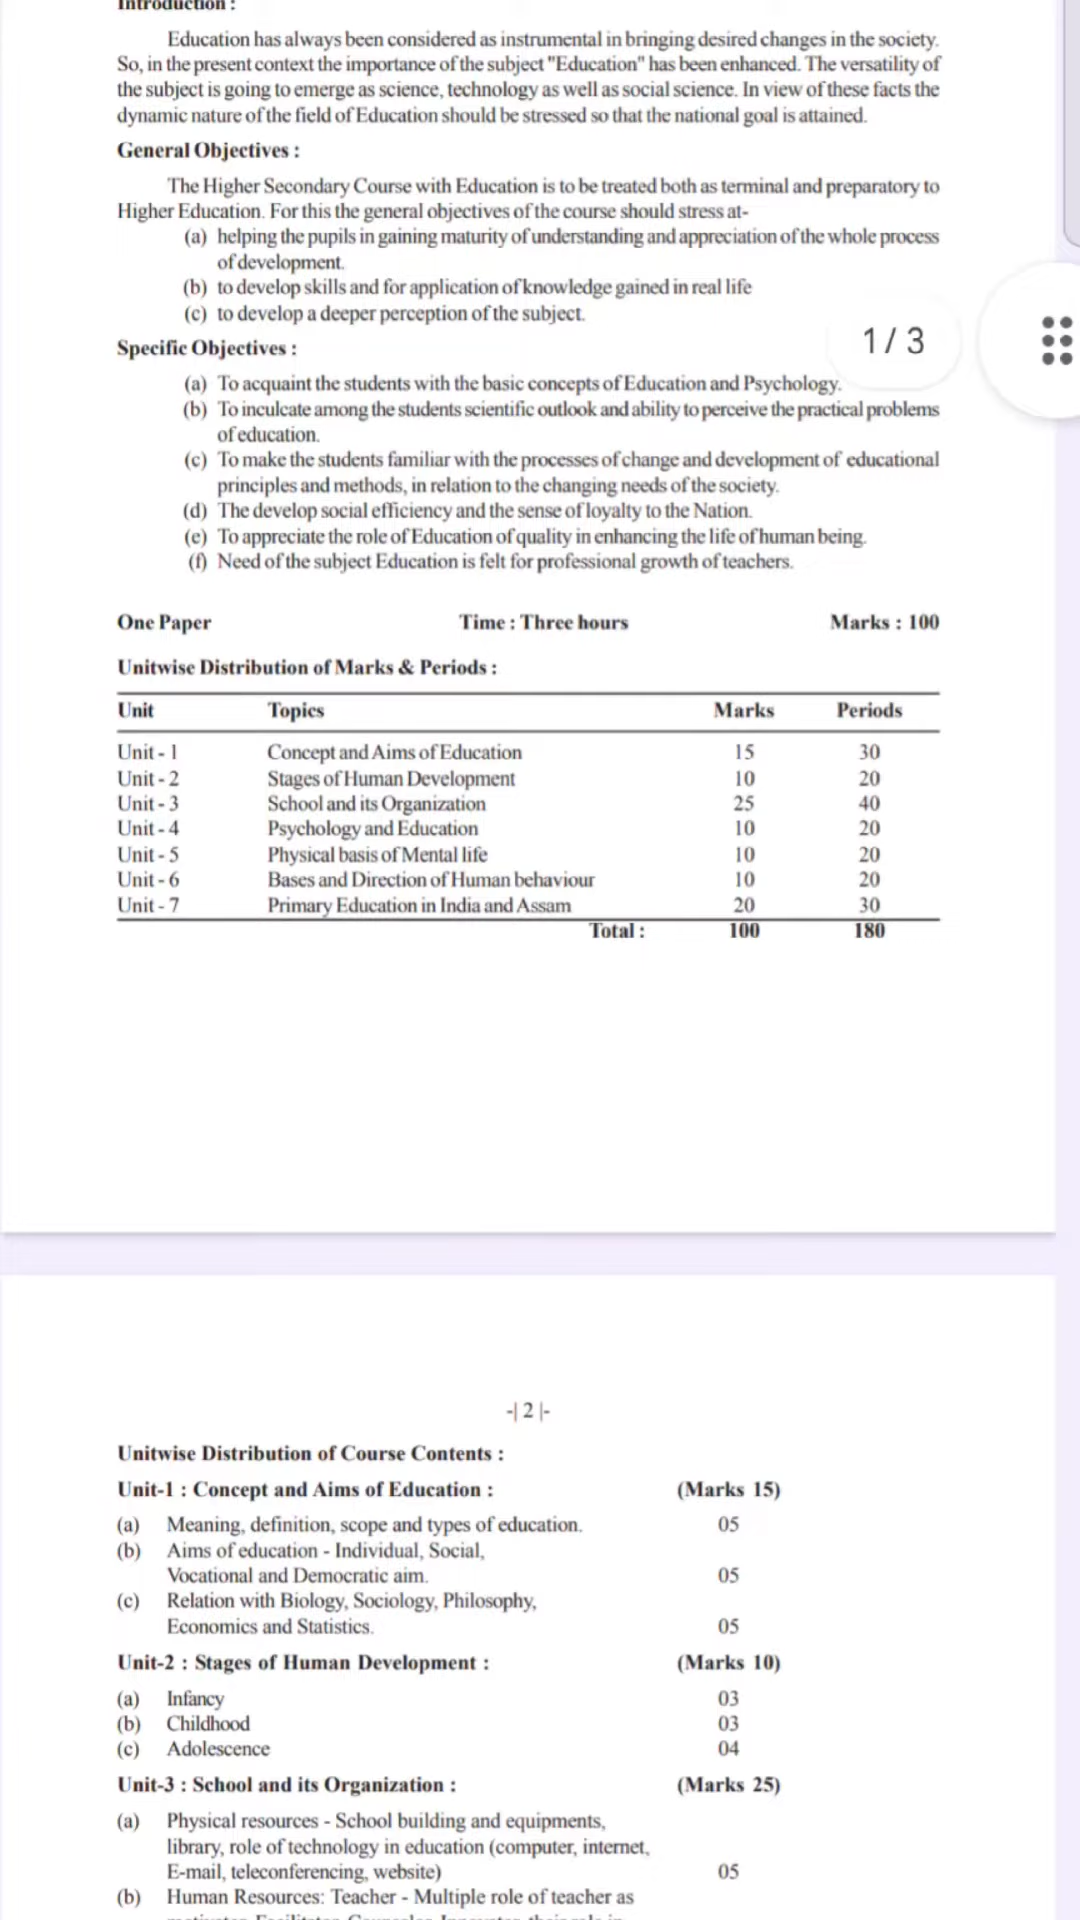 Introduction :
Education has always been considered as instrumental in bringing desired changes in the society.
So, in the present context the importance of the subject "Education" has been enhanced. The versatility of
the subject is going to emerge as science, technology as well as social science. In view of these facts the
dynamic nature of the field of Education should be stressed so that the national goal is attained.
General Objectives :
The Higher Secondary Course with Education is to be treated both as terminal and preparatory to
Higher Education. For this the general objectives of the course should stress at-
(a) helping the pupils in gaining maturity of understanding and appreciation of the whole process
of development.
(b) to develop skills and for application of knowledge gained in real life
(c) to develop a deeper perception of the subject.
1 / 3
Specific Objectives :
(a) To acquaint the students with the basic concepts of Education and Psychology.
(b) To inculcate among the students scientific outlook and ability to perceive the practical problems
of education.
(c) To make the students familiar with the processes of change and development of educational
principles and methods, in relation to the changing needs of the society.
(d) The develop social efficiency and the sense of loyalty to the Nation.
(e) To appreciate the role of Education of quality in enhancing the life of human being.
(f) Need of the subject Education is felt for professional growth of teachers.
One Paper Time : Three hours Marks : 100
Unitwise Distribution of Marks & Periods :
Unit Topics Marks Periods
Unit - 1 Concept and Aims of Education 15 30
Unit - 2 Stages of Human Development 10 20
Unit - 3 School and its Organization 25 40
Unit - 4 Psychology and Education 10 20
Unit - 5 Physical basis of Mental life 10 20
Unit - 6 Bases and Direction of Human behaviour 10 20
Unit - 7 Primary Education in India and Assam 20 30
Total : 100 180
-| 2 |-
Unitwise Distribution of Course Contents :
Unit-1 : Concept and Aims of Education : (Marks 15)
(a) Meaning, definition, scope and types of education. 05
(b) Aims of education - Individual, Social,
Vocational and Democratic aim. 05
(c) Relation with Biology, Sociology, Philosophy,
Economics and Statistics. 05
Unit-2 : Stages of Human Development : (Marks 10)
(a) Infancy 03
(b) Childhood 03
(c) Adolescence 04
Unit-3 : School and its Organization : (Marks 25)
(a) Physical resources - School building and equipments,
library, role of technology in education (computer, internet,
E-mail, teleconferencing, website) 05
(b) Human Resources: Teacher - Multiple role of teacher as